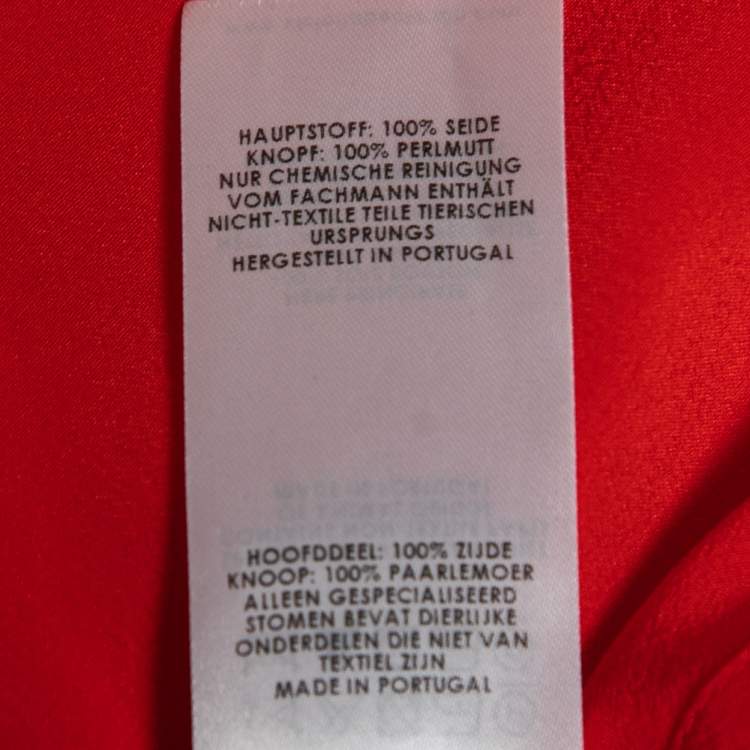 HAUPTSTOFF: 100% SEIDE
KNOPF: 100% PERLMUTT
NUR CHEMISCHE REINIGUNG
VOM FACHMANN ENTHÄLT
NICHT-TEXTILE TEILE TIERISCHEN
URSPRUNGS
HERGESTELLT IN PORTUGAL
HOOFDDEEL: 100% ZIJDE
KNOOP: 100% PAARLEMOER
ALLEEN GESPECIALISEERD
STOMEN BEVAT DIERLIJKE
ONDERDELEN DIE NIET VAN
TEXTIEL ZIJN
MADE IN PORTUGAL